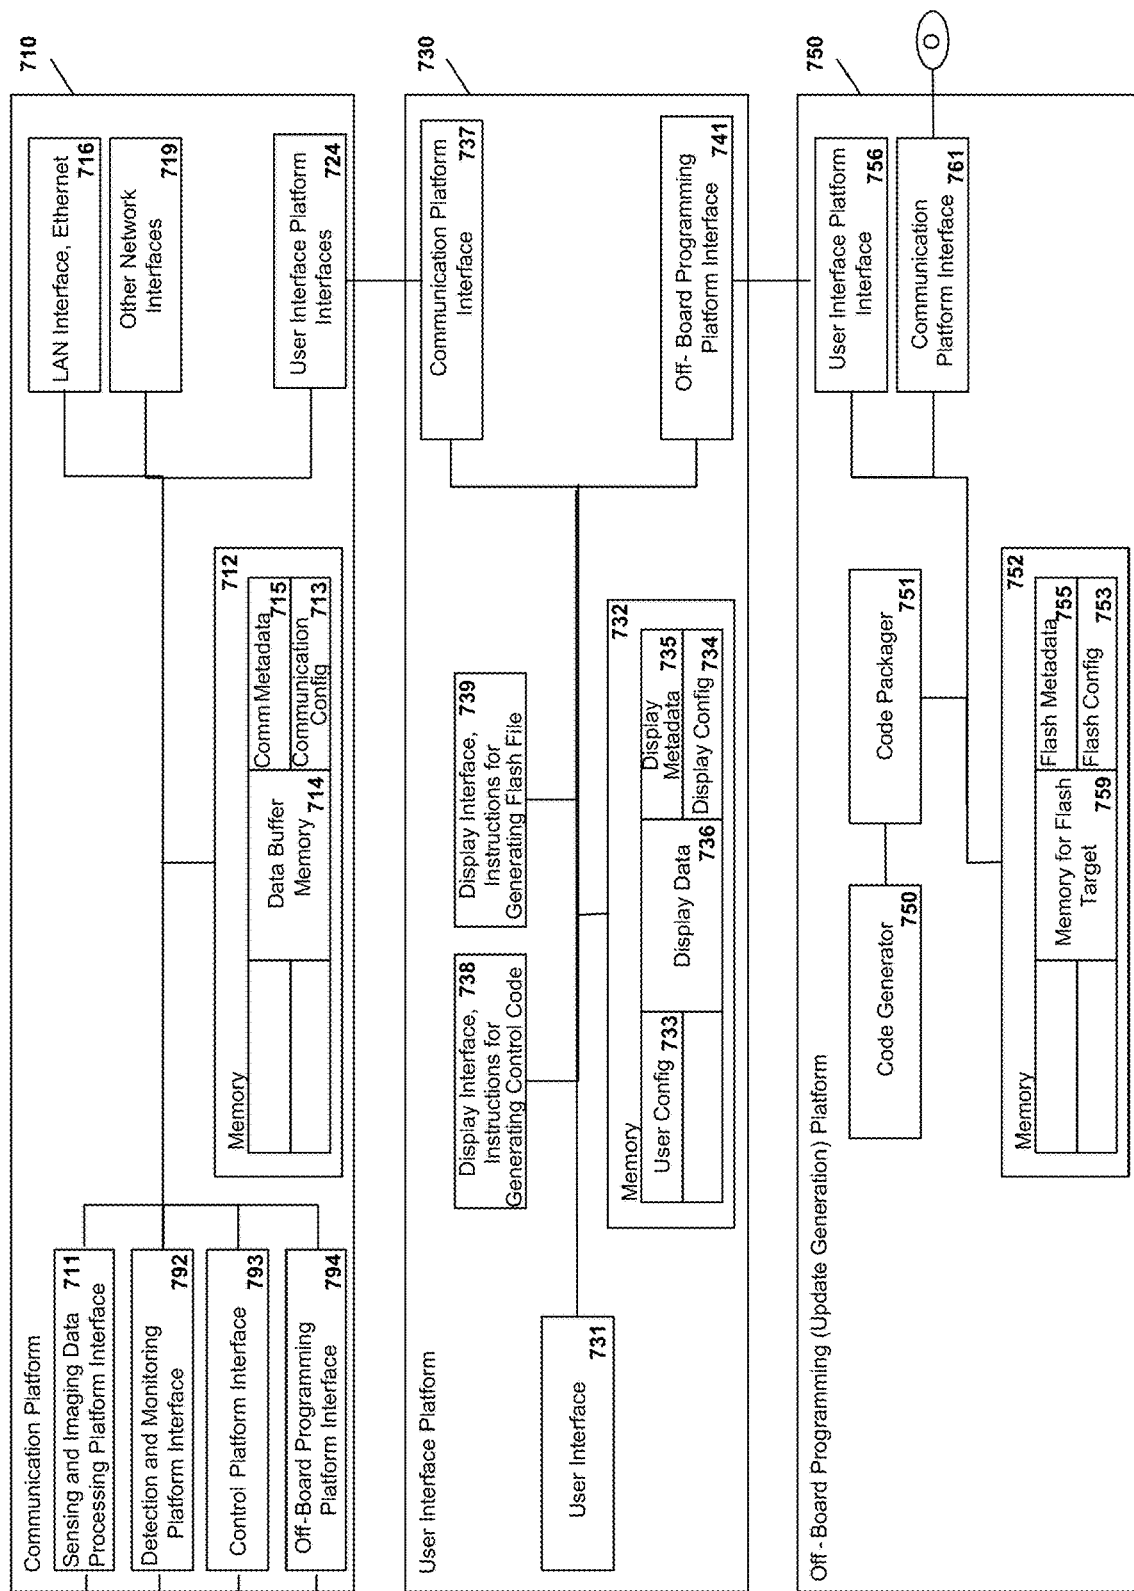 Communication Platform
710
Sensing and Imaging Data
Processing Platform Interface
711
Detection and Monitoring
Platform Interface
792
Control Platform Interface
793
Off-Board Programming
Platform Interface
794
Memory
712
Data Buffer
Memory
714
Comm Metadata
715
Communication
Config
713
LAN Interface, Ethernet
716
Other Network
Interfaces
719
User Interface Platform
Interfaces
724
User Interface Platform
730
User Interface
731
Display Interface,
738
Instructions for
Generating Control Code
Display Interface,
739
Instructions for
Generating Flash File
Memory
732
User Config
733
Display Data
736
Display
Metadata
735
Display Config
734
Communication Platform
Interface
737
Off- Board Programming
Platform Interface
741
Off - Board Programming (Update Generation) Platform
750
Code Generator
750
Code Packager
751
Memory
752
Memory for Flash
Target
759
Flash Metadata
755
Flash Config
753
User Interface Platform
Interface
756
Communication
Platform Interface
761
O